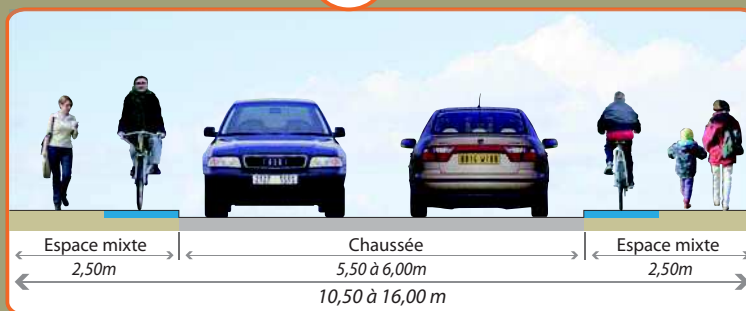 Espace mixte Chaussée Espace mixte
2,50m 5,50 à 6,00m 2,50m
10,50 à 16,00 m